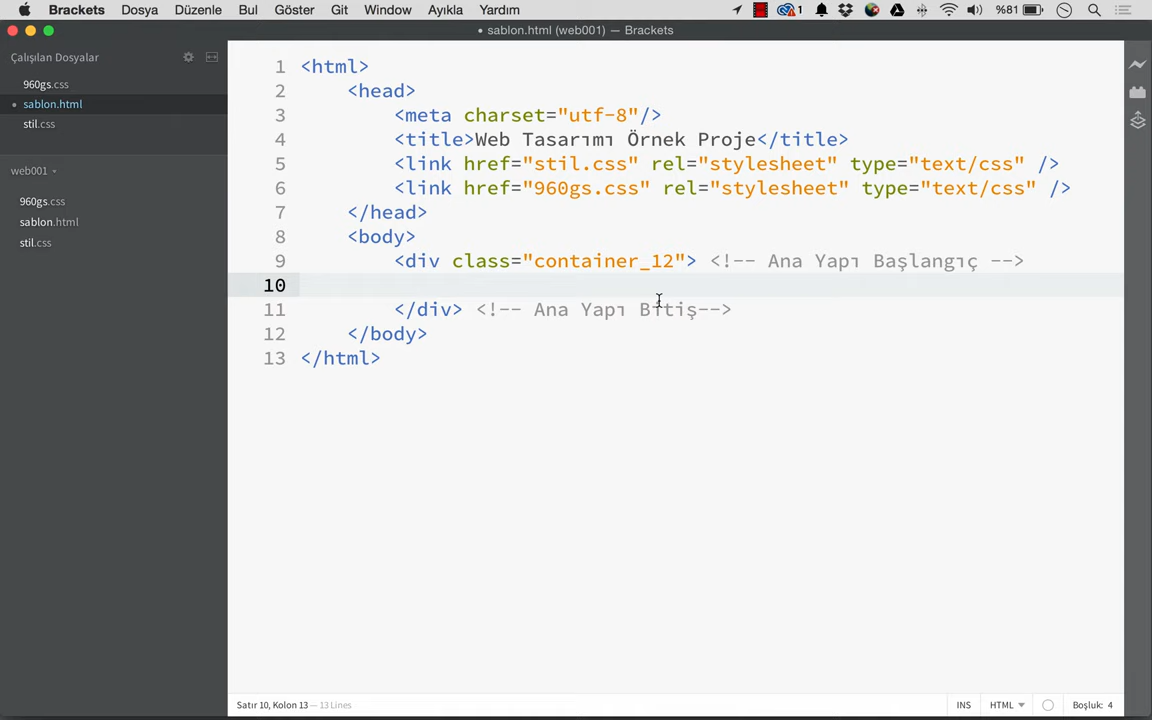 Brackets Dosya Düzenle Bul Göster Git Window Ayıkla Yardım 1 %81
sablon.html (web001) — Brackets
Çalışılan Dosyalar
960gs.css
• sablon.html
stil.css
web001
960gs.css
sablon.html
stil.css
1 <html>
2 <head>
3 <meta charset="utf-8"/>
4 <title>Web Tasarımı Örnek Proje</title>
5 <link href="stil.css" rel="stylesheet" type="text/css" />
6 <link href="960gs.css" rel="stylesheet" type="text/css" />
7 </head>
8 <body>
9 <div class="container_12"> <!-- Ana Yapı Başlangıç -->
10
11 </div> <!-- Ana Yapı Bitiş-->
12 </body>
13 </html>
Satır 10, Kolon 13 — 13 Lines INS HTML Boşluk: 4